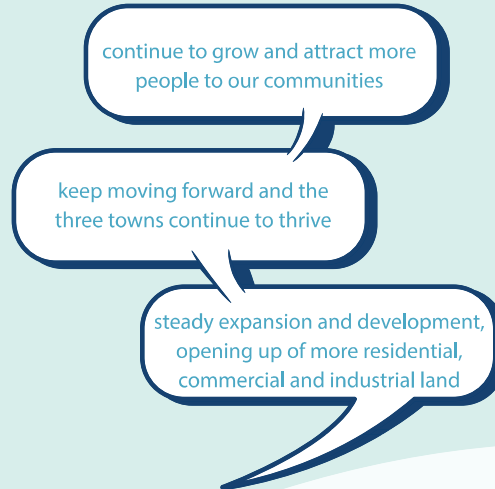 continue to grow and attract more
people to our communities
keep moving forward and the
three towns continue to thrive
steady expansion and development,
opening up of more residential,
commercial and industrial land